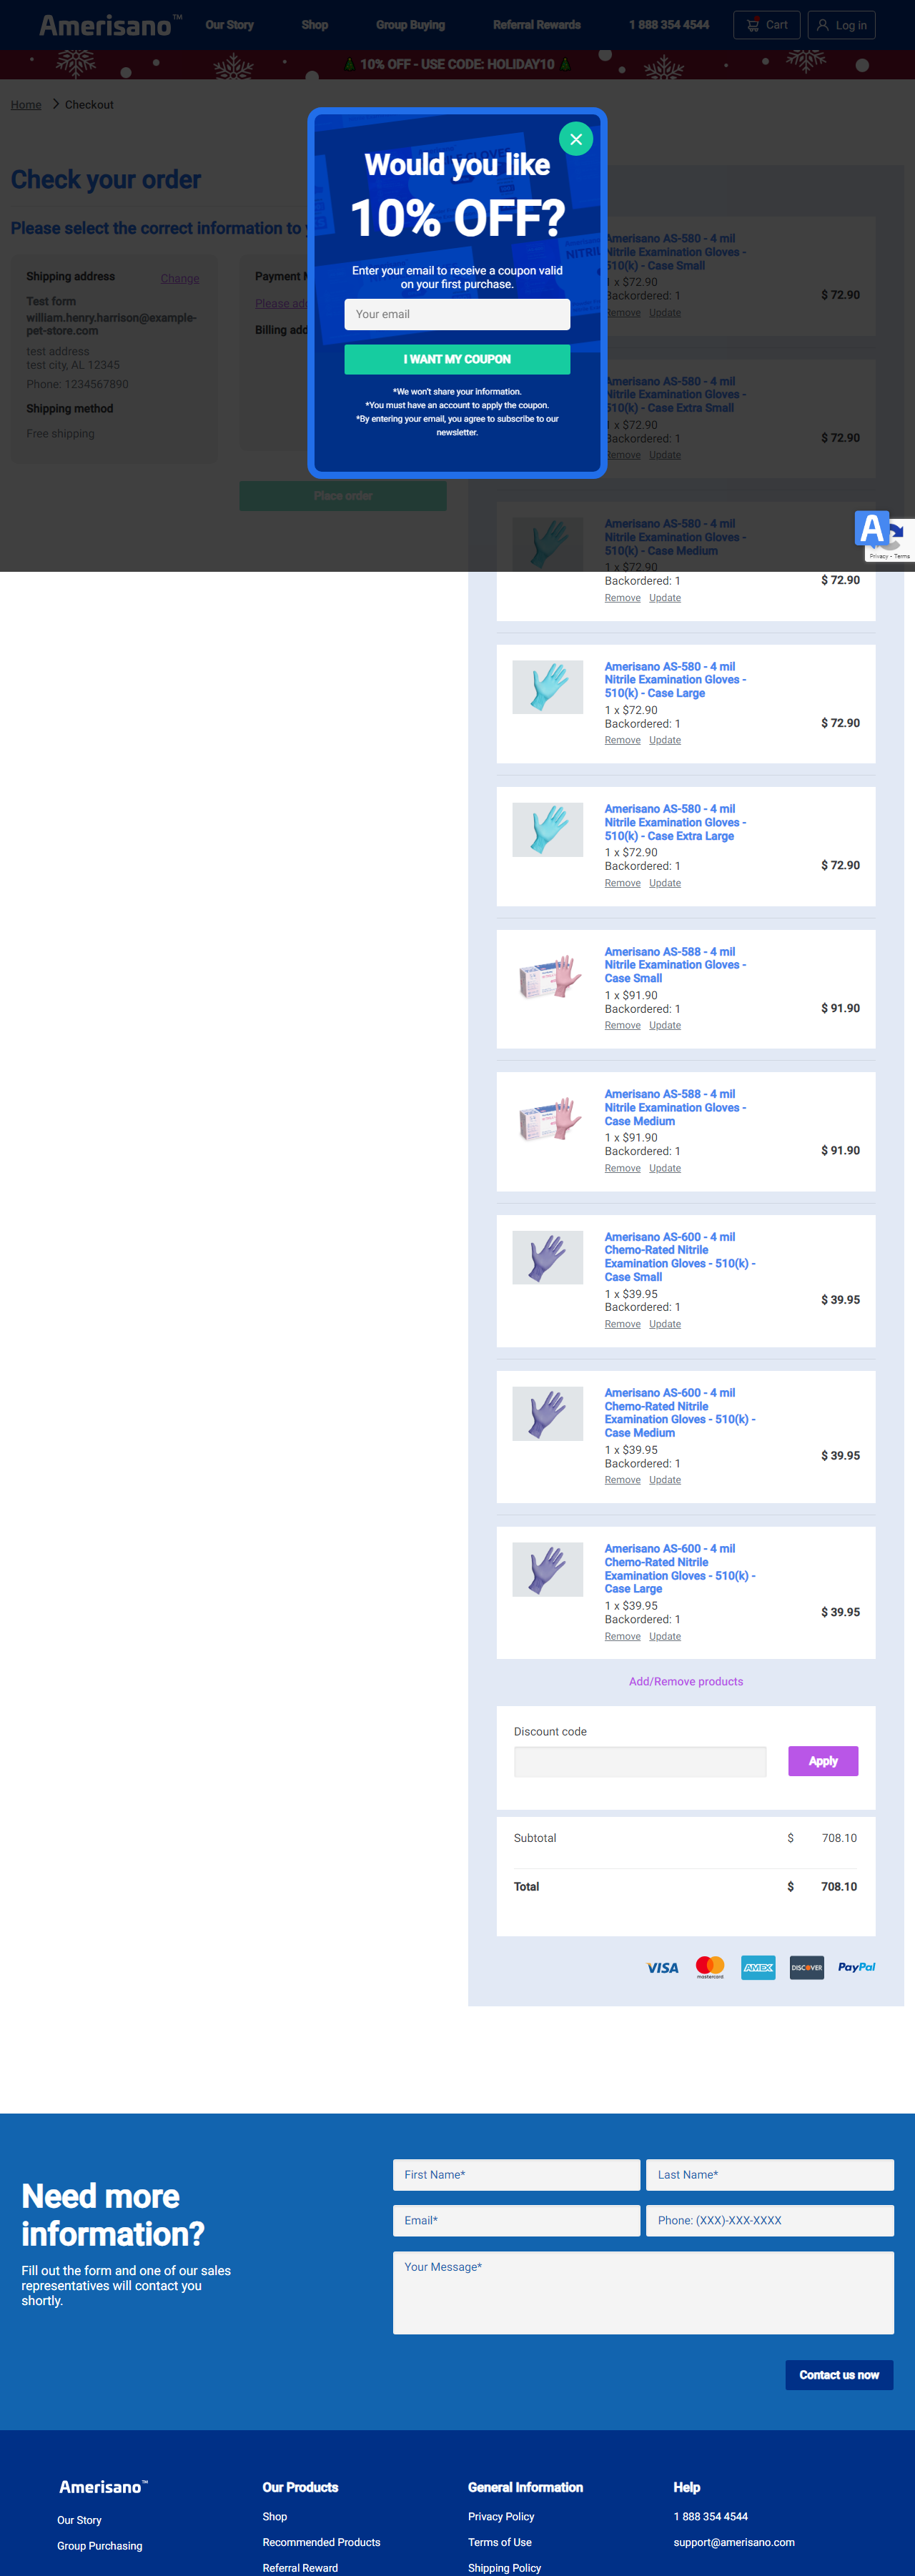 Amerisano™
Our Story
Shop
Group Buying
Referral Rewards
1 888 354 4544
Cart
Log in
10% OFF - USE CODE: HOLIDAY10
Home
Checkout
Check your order
Please select the correct information to
Shipping address
Change
Test form
william.henry.harrison@example-
pet-store.com
test address
test city, AL 12345
Phone: 1234567890
Shipping method
Free shipping
Payment
Please
Billing
Place order
Would you like
10% OFF?
Enter your email to receive a coupon valid
on your first purchase.
Your email
I WANT MY COUPON
*We won't share your information.
*You must have an account to apply the coupon.
*By entering your email, you agree to subscribe to our
newsletter.
Amerisano AS-580 - 4 mil
Nitrile Examination Gloves -
510(k) - Case Small
1 x $72.90
Backordered: 1
Remove Update
$ 72.90
Amerisano AS-580 - 4 mil
Nitrile Examination Gloves -
510(k) - Case Extra Small
1 x $72.90
Backordered: 1
Remove Update
$ 72.90
Amerisano AS-580 - 4 mil
Nitrile Examination Gloves -
510(k) - Case Medium
1 x $72.90
Backordered: 1
Remove Update
$ 72.90
Privacy - Terms
Amerisano AS-580 - 4 mil
Nitrile Examination Gloves -
510(k) - Case Large
1 x $72.90
Backordered: 1
Remove Update
$ 72.90
Amerisano AS-580 - 4 mil
Nitrile Examination Gloves -
510(k) - Case Extra Large
1 x $72.90
Backordered: 1
Remove Update
$ 72.90
Amerisano AS-588 - 4 mil
Nitrile Examination Gloves -
Case Small
1 x $91.90
Backordered: 1
Remove Update
$ 91.90
Amerisano AS-588 - 4 mil
Nitrile Examination Gloves -
Case Medium
1 x $91.90
Backordered: 1
Remove Update
$ 91.90
Amerisano AS-600 - 4 mil
Chemo-Rated Nitrile
Examination Gloves - 510(k) -
Case Small
1 x $39.95
Backordered: 1
Remove Update
$ 39.95
Amerisano AS-600 - 4 mil
Chemo-Rated Nitrile
Examination Gloves - 510(k) -
Case Medium
1 x $39.95
Backordered: 1
Remove Update
$ 39.95
Amerisano AS-600 - 4 mil
Chemo-Rated Nitrile
Examination Gloves - 510(k) -
Case Large
1 x $39.95
Backordered: 1
Remove Update
$ 39.95
Add/Remove products
Discount code
Apply
Subtotal $ 708.10
Total $ 708.10
VISA
mastercard
AMEX
DISCOVER
PayPal
Need more
information?
Fill out the form and one of our sales
representatives will contact you
shortly.
First Name*
Last Name*
Email*
Phone: (XXX)-XXX-XXXX
Your Message*
Contact us now
Amerisano™
Our Story
Group Purchasing
Our Products
Shop
Recommended Products
Referral Reward
General Information
Privacy Policy
Terms of Use
Shipping Policy
Help
1 888 354 4544
support@amerisano.com